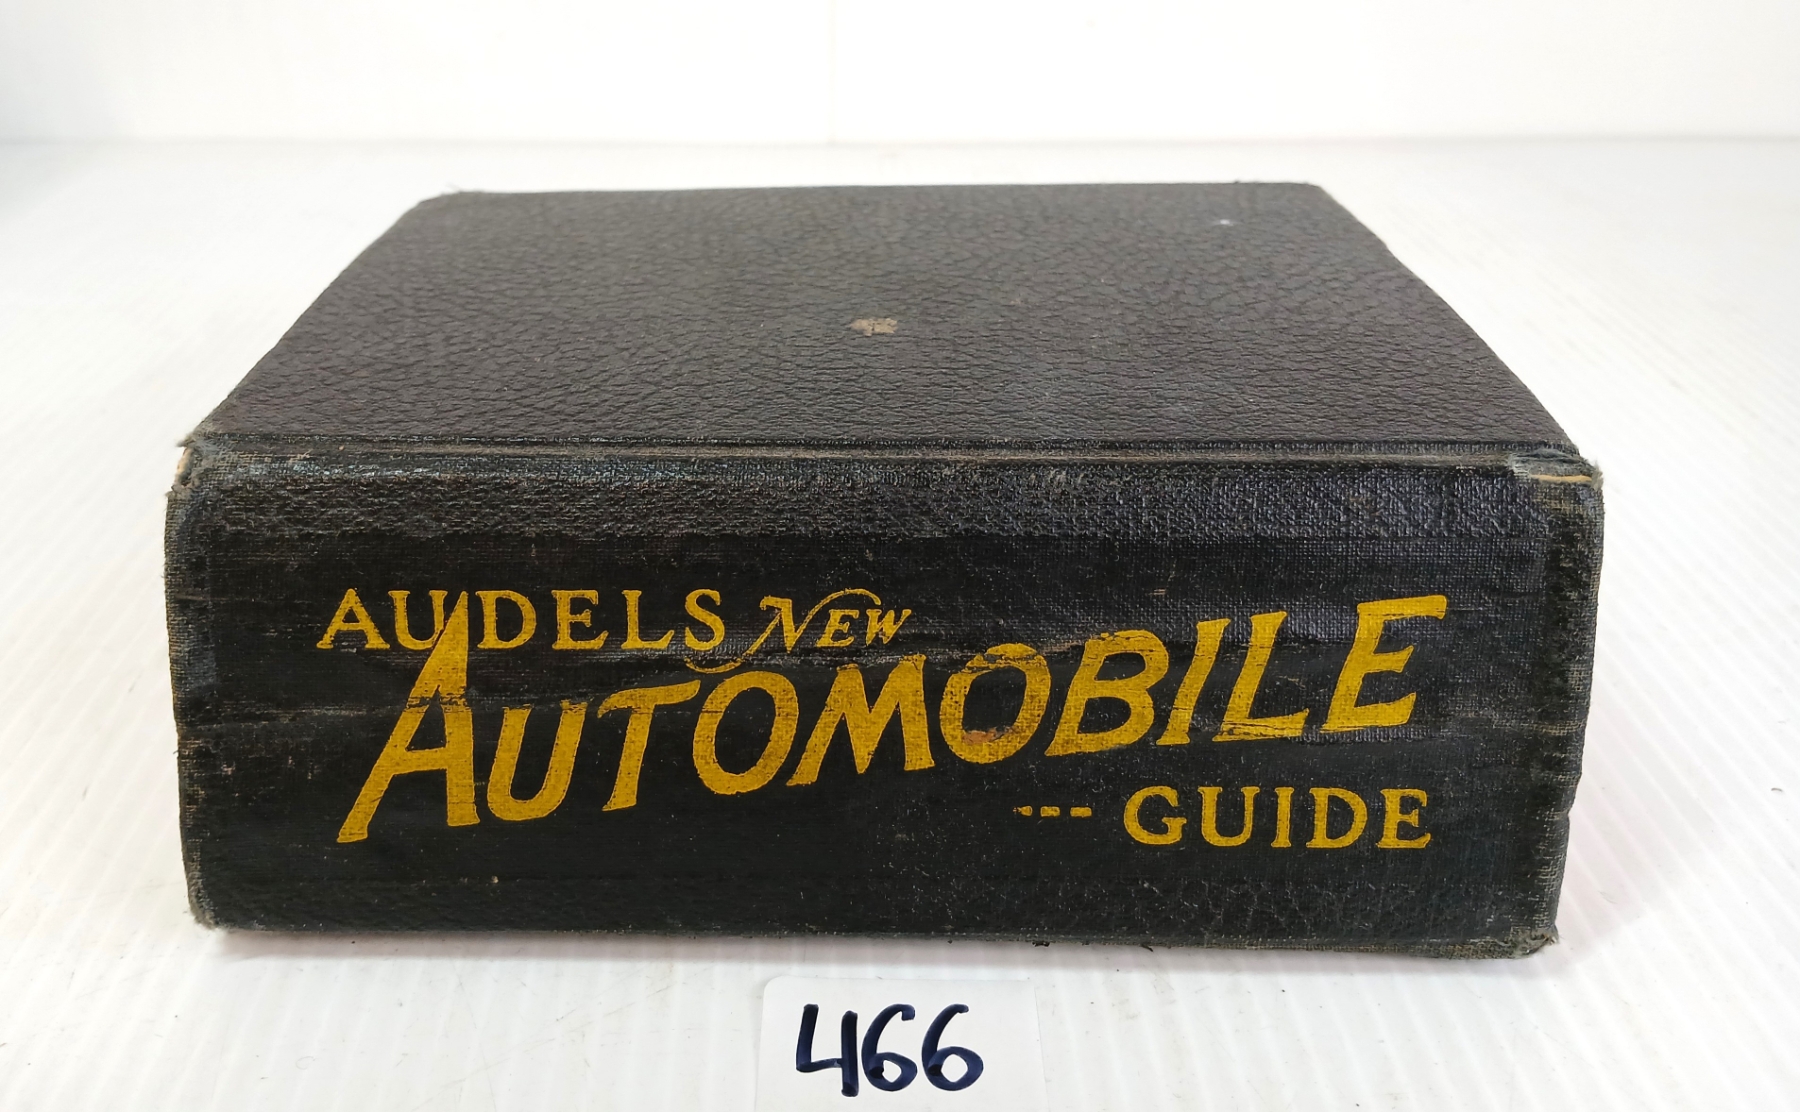 AUDELS NEW
AUTOMOBILE
--- GUIDE
466